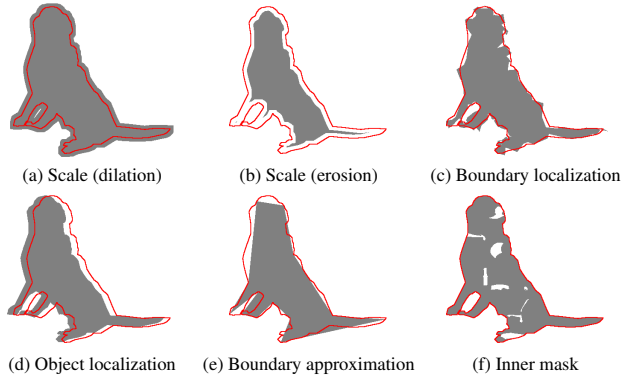 (a) Scale (dilation)
(b) Scale (erosion)
(c) Boundary localization
(d) Object localization
(e) Boundary approximation
(f) Inner mask